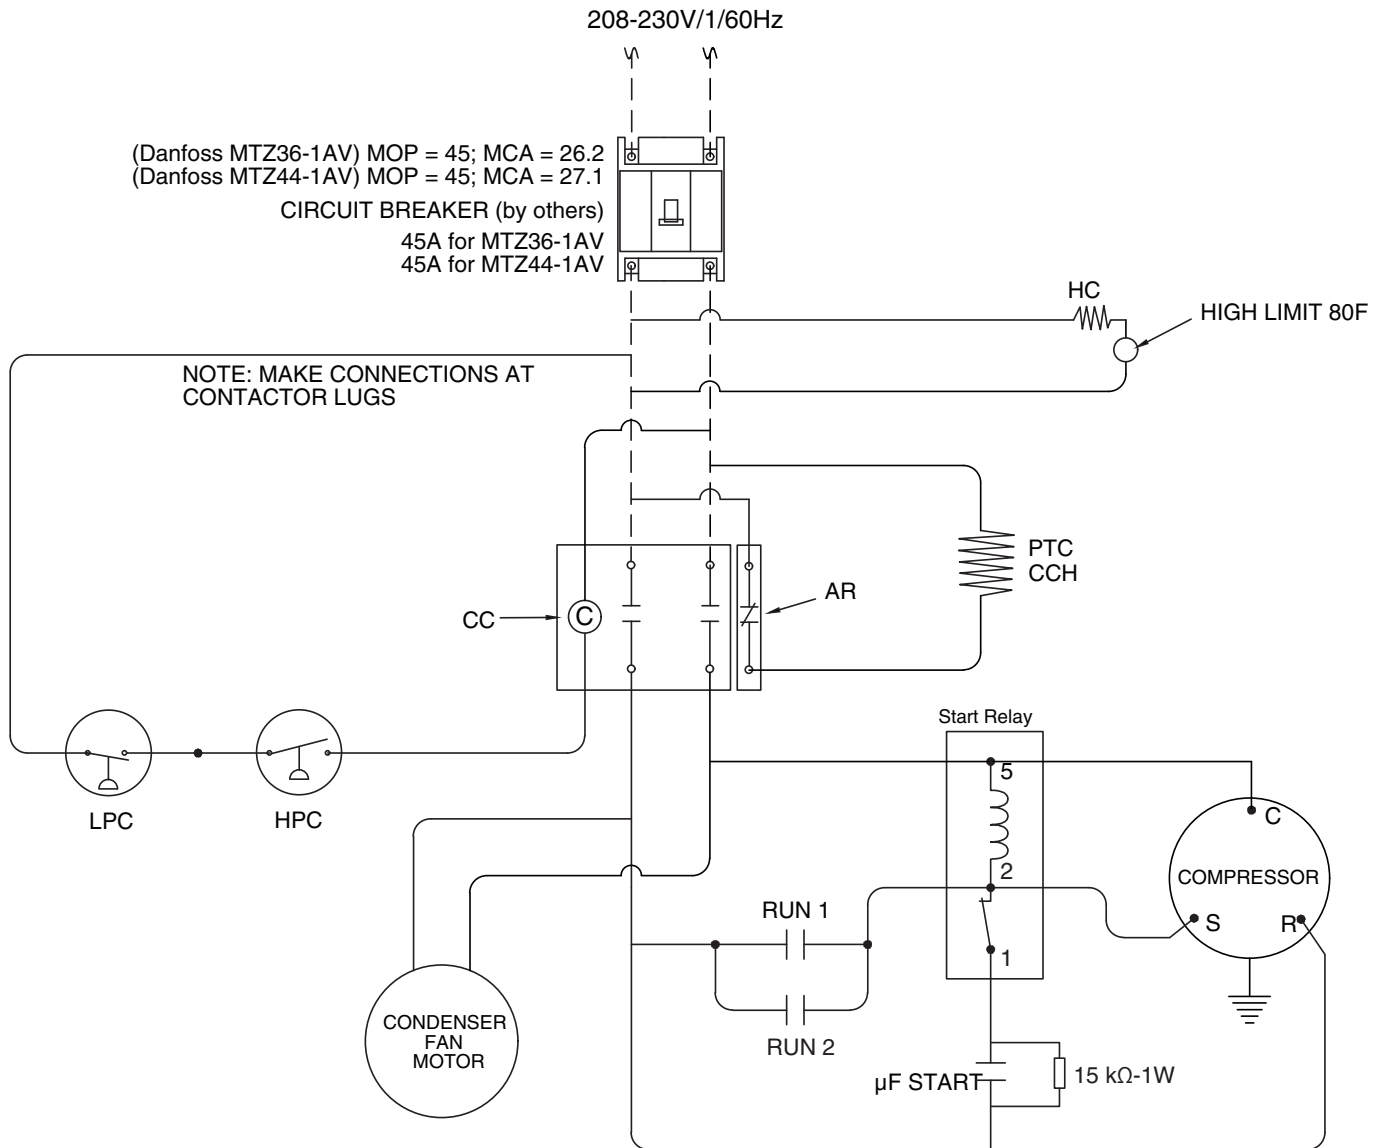 208-230V/1/60Hz
(Danfoss MTZ36-1AV) MOP = 45; MCA = 26.2
(Danfoss MTZ44-1AV) MOP = 45; MCA = 27.1
CIRCUIT BREAKER (by others)
45A for MTZ36-1AV
45A for MTZ44-1AV
HC
HIGH LIMIT 80F
NOTE: MAKE CONNECTIONS AT
CONTACTOR LUGS
PTC
CCH
AR
CC
C
Start Relay
LPC
HPC
5
2
1
C
COMPRESSOR
S
R
RUN 1
RUN 2
CONDENSER
FAN
MOTOR
µF START
15 kΩ-1W